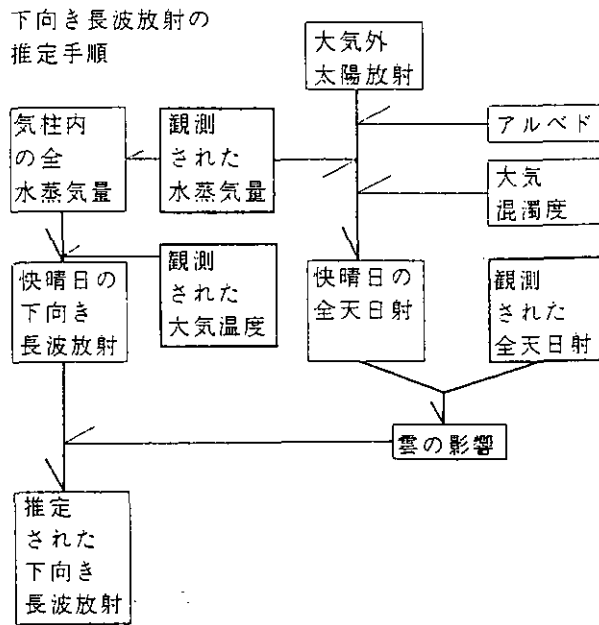 下向き長波放射の
推定手順
大気外
太陽放射
アルベド
気柱内
の全
水蒸気量
観測
された
水蒸気量
大気
混濁度
快晴日の
下向き
長波放射
観測
された
大気温度
快晴日の
全天日射
観測
された
全天日射
雲の影響
推定
された
下向き
長波放射